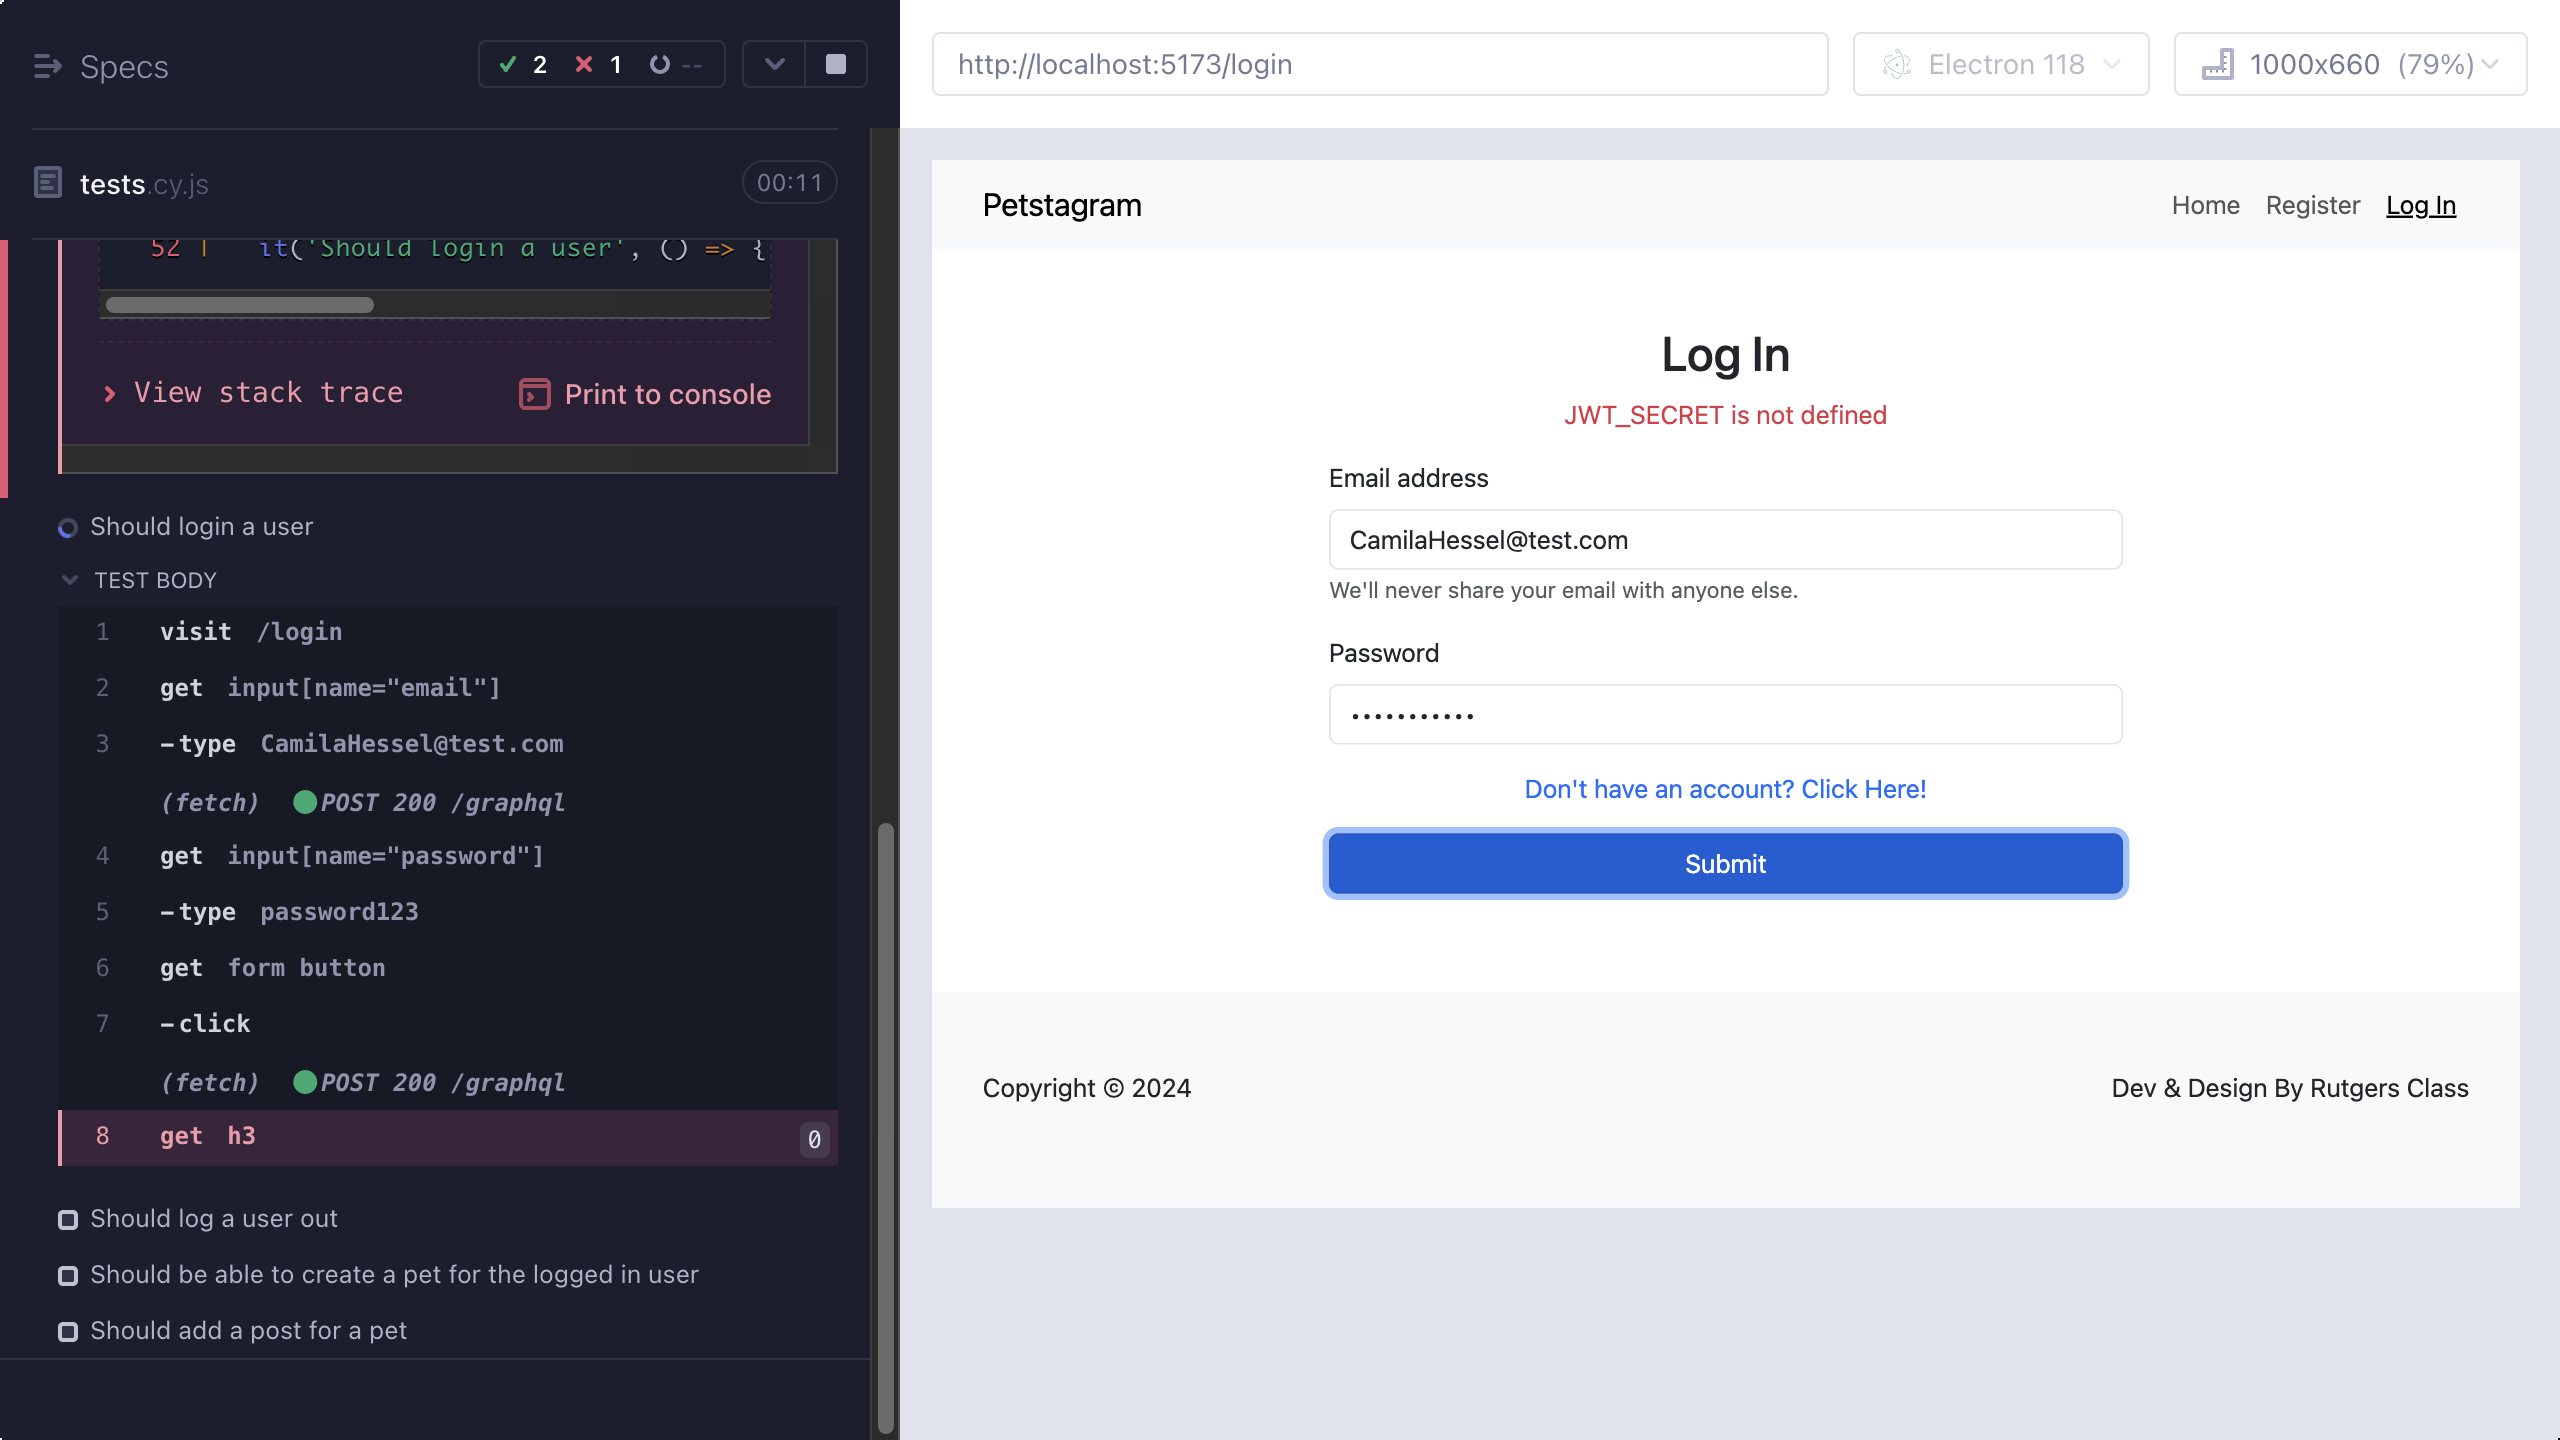 Specs
2 1 --
tests.cy.js
00:11
52 | it('Should login a user', () => {
View stack trace
Print to console
Should login a user
TEST BODY
1 visit /login
2 get input[name="email"]
3 -type CamilaHessel@test.com
(fetch) POST 200 /graphql
4 get input[name="password"]
5 -type password123
6 get form button
7 -click
(fetch) POST 200 /graphql
8 get h3 0
Should log a user out
Should be able to create a pet for the logged in user
Should add a post for a pet
http://localhost:5173/login
Electron 118
1000x660 (79%)
Petstagram
Home Register Log In
Log In
JWT_SECRET is not defined
Email address
CamilaHessel@test.com
We'll never share your email with anyone else.
Password
•••••••••••
Don't have an account? Click Here!
Submit
Copyright © 2024
Dev & Design By Rutgers Class